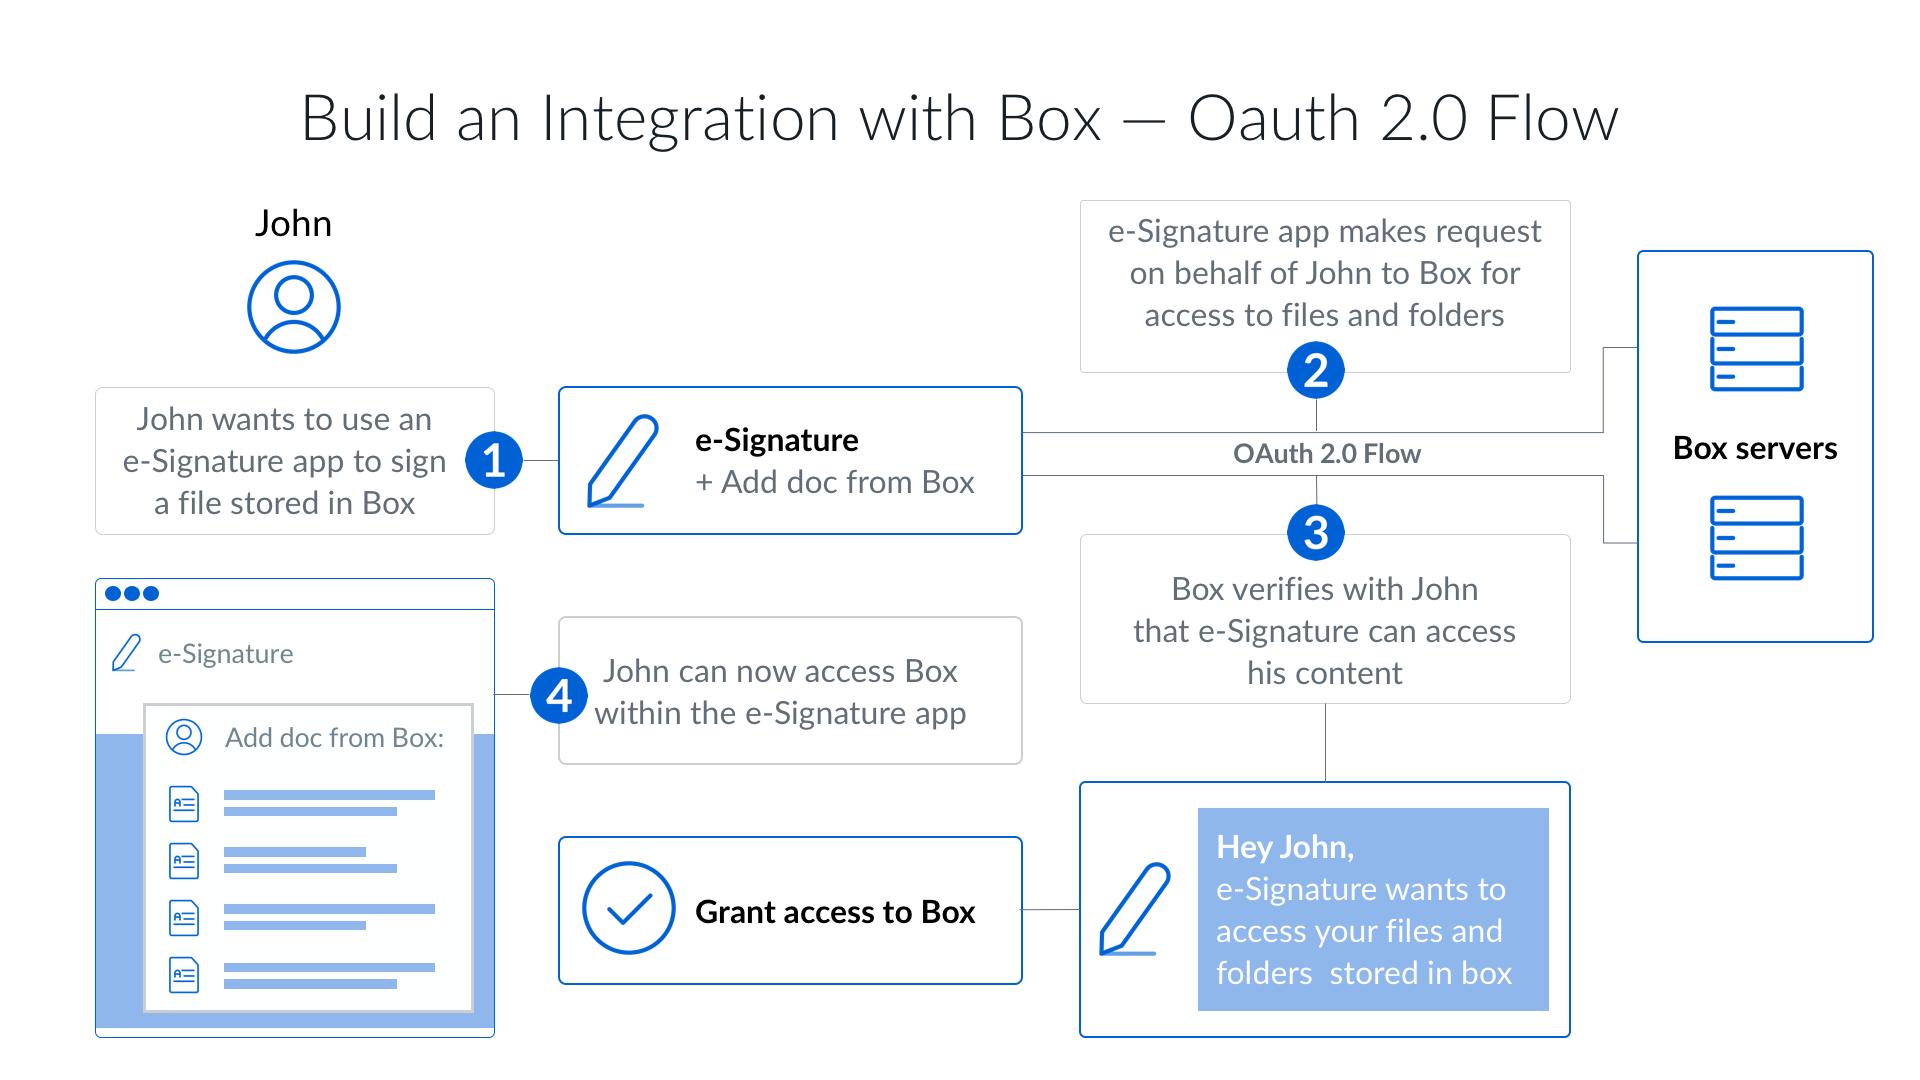 Build an Integration with Box — Oauth 2.0 Flow
John
John wants to use an
e-Signature app to sign
a file stored in Box
1
e-Signature
+ Add doc from Box
e-Signature app makes request
on behalf of John to Box for
access to files and folders
2
OAuth 2.0 Flow
Box servers
3
Box verifies with John
that e-Signature can access
his content
Hey John,
e-Signature wants to
access your files and
folders  stored in box
Grant access to Box
4
John can now access Box
within the e-Signature app
e-Signature
Add doc from Box: